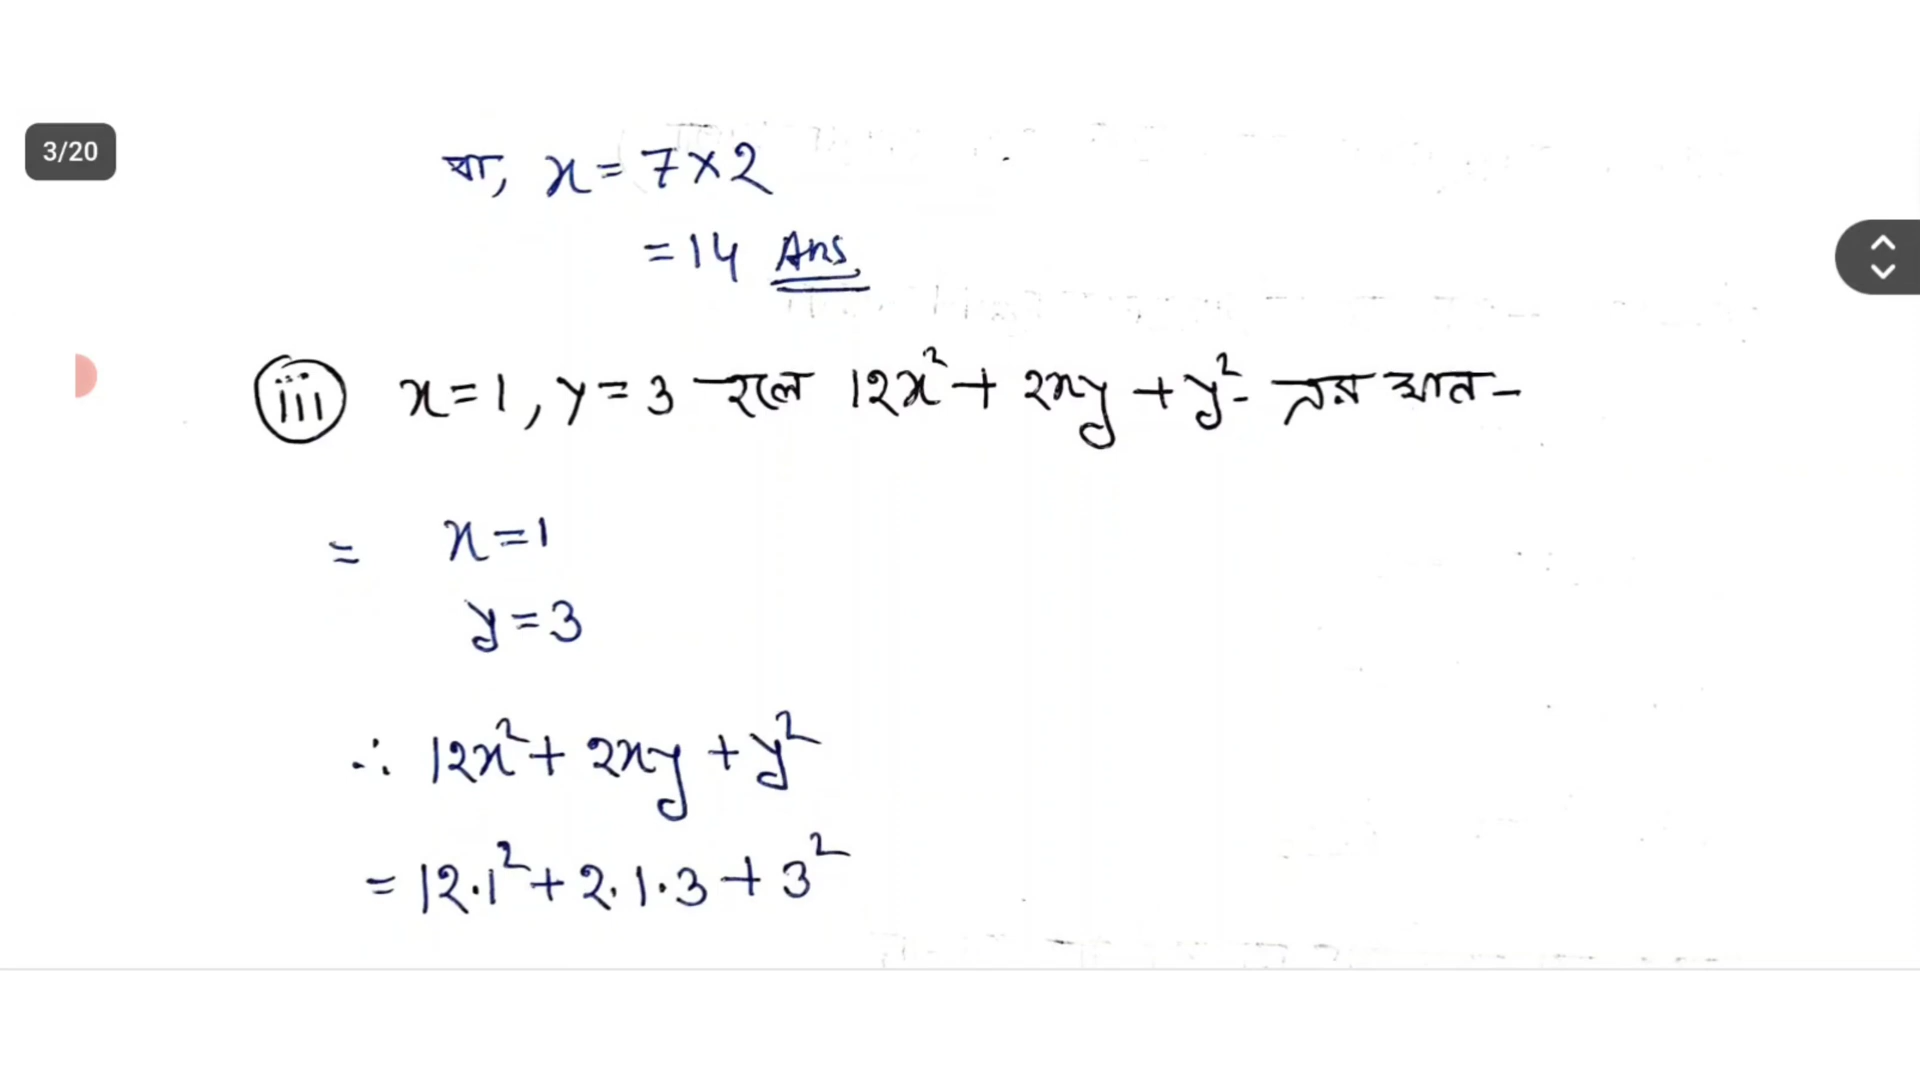 3/20
বা, x = 7 × 2
= 14 Ans.
(iii) x = 1, y = 3 হলে 12x² + 2xy + y² এর মান -
= x = 1
y = 3
∴ 12x² + 2xy + y²
= 12·1² + 2·1·3 + 3²